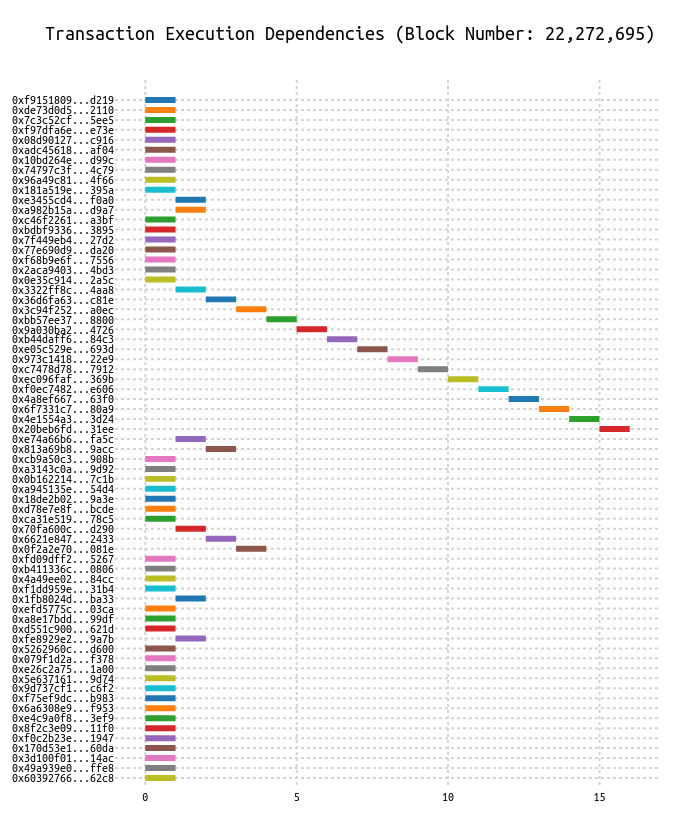 Transaction Execution Dependencies (Block Number: 22,272,695)
0xf9151809...d219
0xde73d0d5...2110
0x7c3c52cf...5ee5
0xf97dfa6e...e73e
0x08d90127...c916
0xadc45618...af04
0x10bd264e...d99c
0x74797c3f...4c79
0x96a49c81...4f66
0x181a519e...395a
0xe3455cd4...f0a0
0xa982b15a...d9a7
0xc46f2261...a3bf
0xbdbf9336...3895
0x7f449eb4...27d2
0x77e690d9...da20
0xf68b9e6f...7556
0x2aca9403...4bd3
0x0e35c914...2a5c
0x3322ff8c...4aa8
0x36d6fa63...c81e
0x3c94f252...a0ec
0xbb57ee37...8800
0x9a030ba2...4726
0xb44daff6...84c3
0xe05c529e...693d
0x973c1418...22e9
0xc7478d78...7912
0xec096faf...369b
0xf0ec7482...e606
0x4a8ef667...63f0
0x6f7331c7...80a9
0x4e1554a3...3d24
0x20beb6fd...31ee
0xe74a66b6...fa5c
0x813a69b8...9acc
0xcb9a50c3...908b
0xa3143c0a...9d92
0x0b162214...7c1b
0xa945135e...54d4
0x18de2b02...9a3e
0xd78e7e8f...bcde
0xca31e519...78c5
0x70fa600c...d290
0x6621e847...2433
0x0f2a2e70...081e
0xfd09dff2...5267
0xb411336c...0806
0x4a49ee02...84cc
0xf1dd959e...31b4
0x1fb8024d...ba33
0xefd5775c...03ca
0xa8e17bdd...99df
0xd551c900...621d
0xfe8929e2...9a7b
0x5262960c...d600
0x079f1d2a...f378
0xe26c2a75...1a00
0x5e637161...9d74
0x9d737cf1...c6f2
0xf75ef9dc...b983
0x6a6308e9...f953
0xe4c9a0f8...3ef9
0x8f2c3e09...11f0
0xf0c2b23e...1947
0x170d53e1...60da
0x3d100f01...14ac
0x49a939e0...ffe8
0x60392766...62c8
0 5 10 15